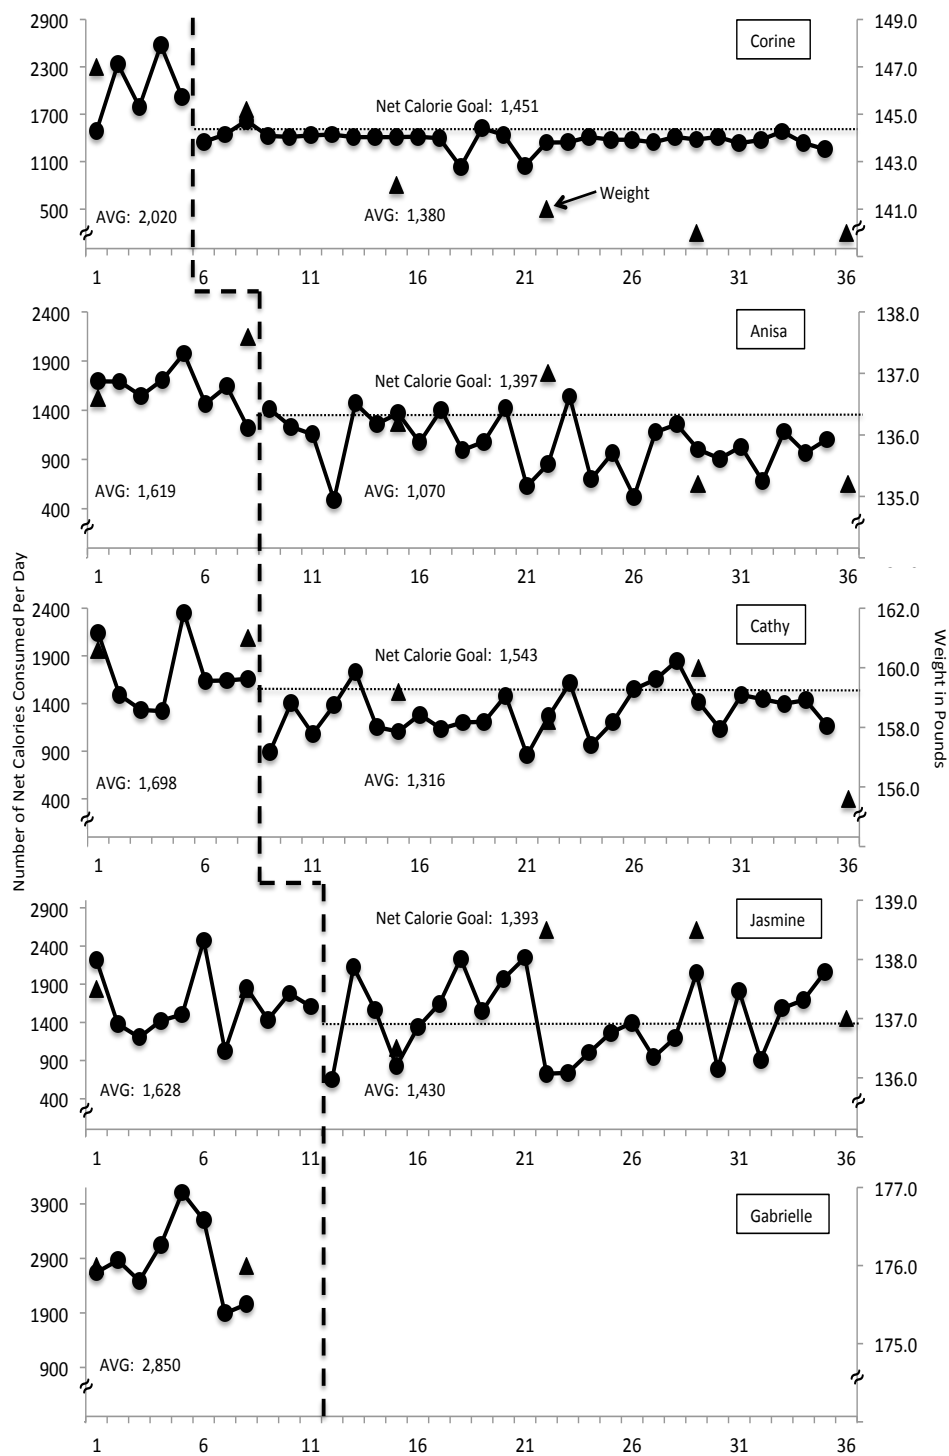 Number of Net Calories Consumed Per Day
Weight in Pounds
2900
2300
1700
1100
500
149.0
147.0
145.0
143.0
141.0
Corine
Net Calorie Goal: 1,451
Weight
AVG: 2,020
AVG: 1,380
1 6 11 16 21 26 31 36
2400
1900
1400
900
400
138.0
137.0
136.0
135.0
Anisa
Net Calorie Goal: 1,397
AVG: 1,619
AVG: 1,070
1 6 11 16 21 26 31 36
2400
1900
1400
900
400
162.0
160.0
158.0
156.0
Cathy
Net Calorie Goal: 1,543
AVG: 1,698
AVG: 1,316
1 6 11 16 21 26 31 36
2900
2400
1900
1400
900
400
139.0
138.0
137.0
136.0
Jasmine
Net Calorie Goal: 1,393
AVG: 1,628
AVG: 1,430
1 6 11 16 21 26 31 36
3900
2900
1900
900
177.0
176.0
175.0
Gabrielle
AVG: 2,850
1 6 11 16 21 26 31 36